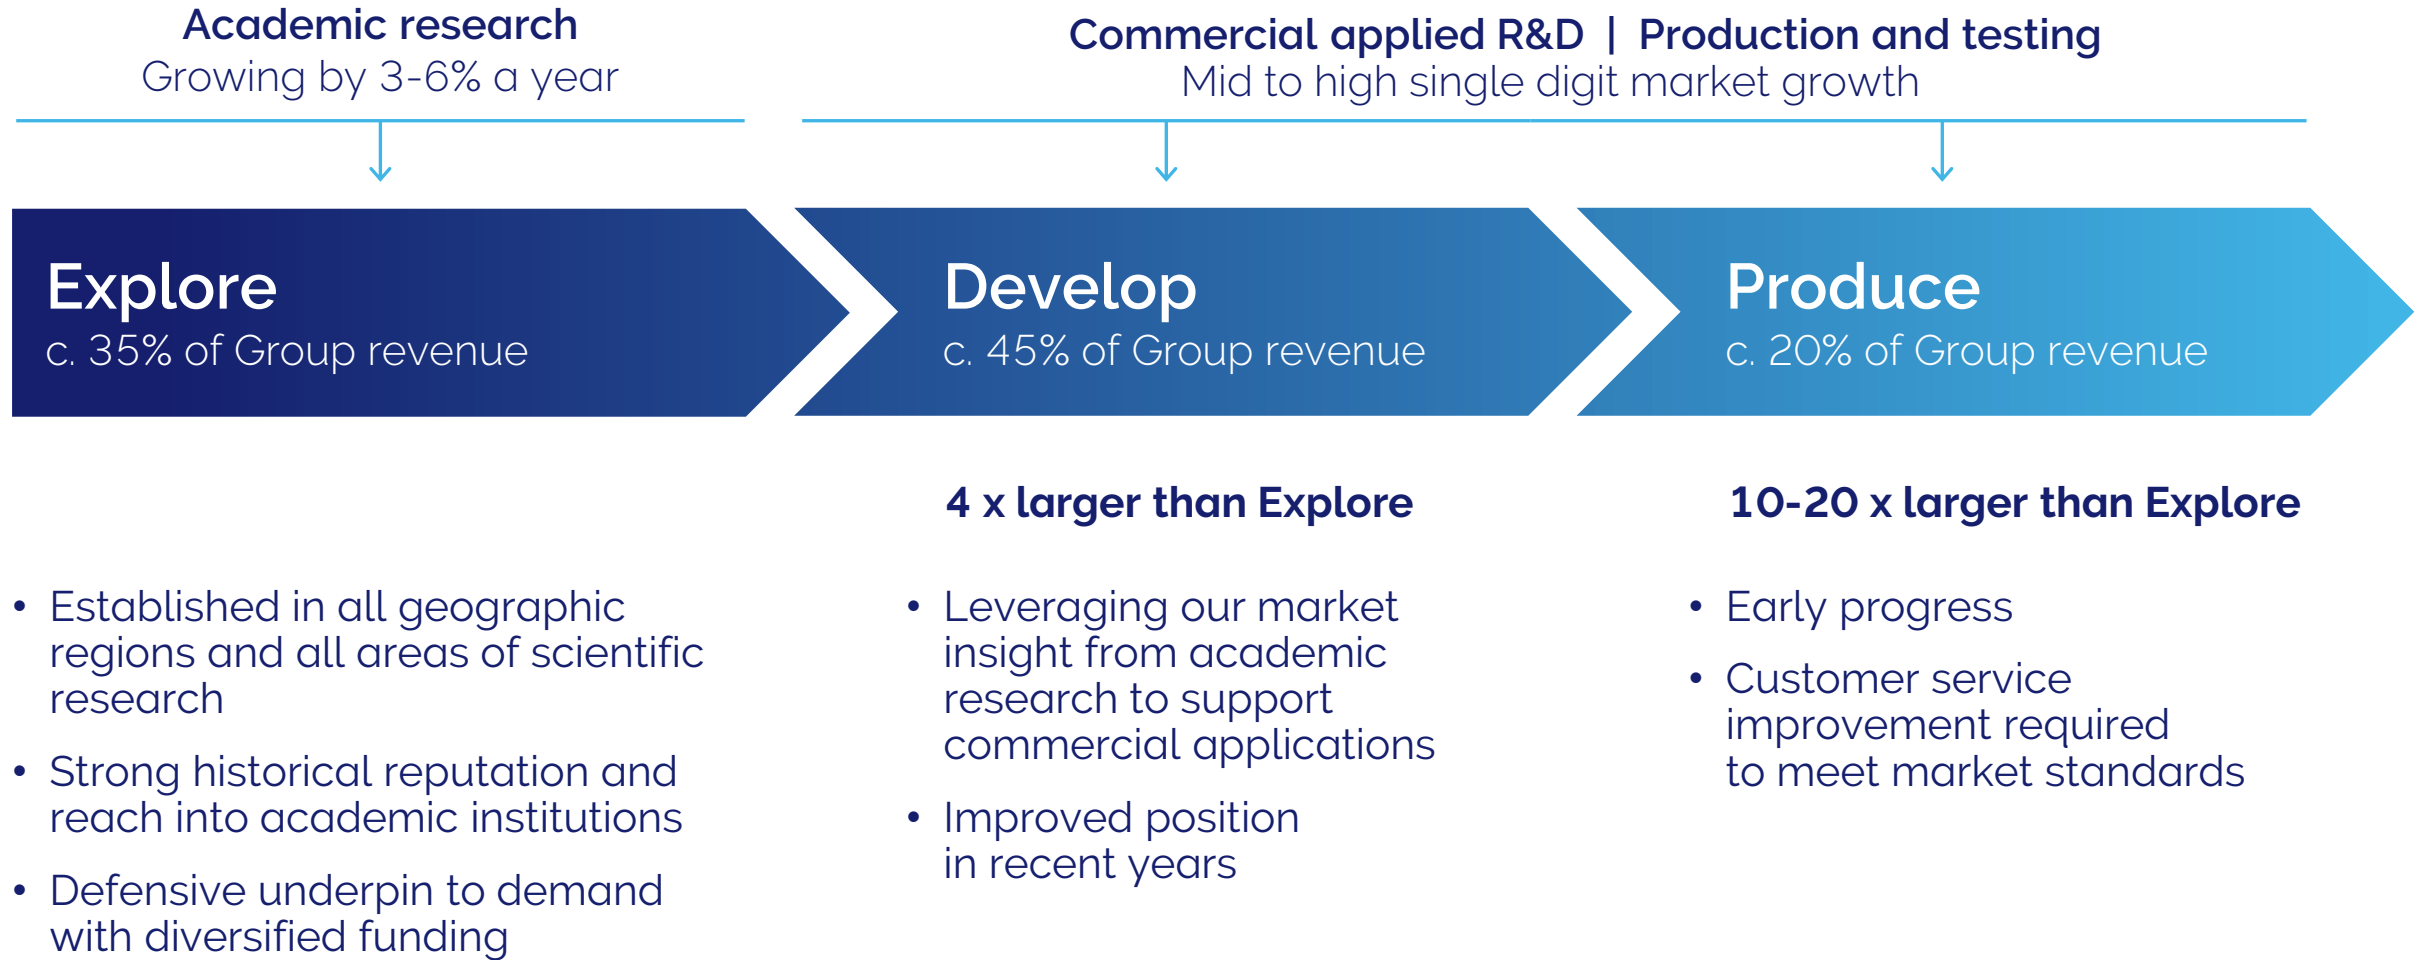 Academic research
Growing by 3-6% a year
Commercial applied R&D | Production and testing
Mid to high single digit market growth
Explore
c. 35% of Group revenue
Develop
c. 45% of Group revenue
Produce
c. 20% of Group revenue
• Established in all geographic
regions and all areas of scientific
research
• Strong historical reputation and
reach into academic institutions
• Defensive underpin to demand
with diversified funding
4 x larger than Explore
• Leveraging our market
insight from academic
research to support
commercial applications
• Improved position
in recent years
10-20 x larger than Explore
• Early progress
• Customer service
improvement required
to meet market standards